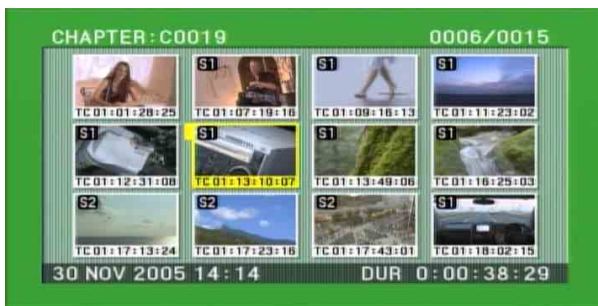 CHAPTER:C0019 0006/0015
S1 S1 S1
TC 01:01:28:25 TC 01:07:19:16 TC 01:09:16:13 TC 01:11:23:02
S1 S1 S1 S1
TC 01:12:31:08 TC 01:13:10:07 TC 01:13:49:06 TC 01:16:25:03
S2 S2 S2 S1
TC 01:17:13:24 TC 01:17:23:16 TC 01:17:43:01 TC 01:18:02:15
30 NOV 2005 14:14 DUR 0:00:38:29